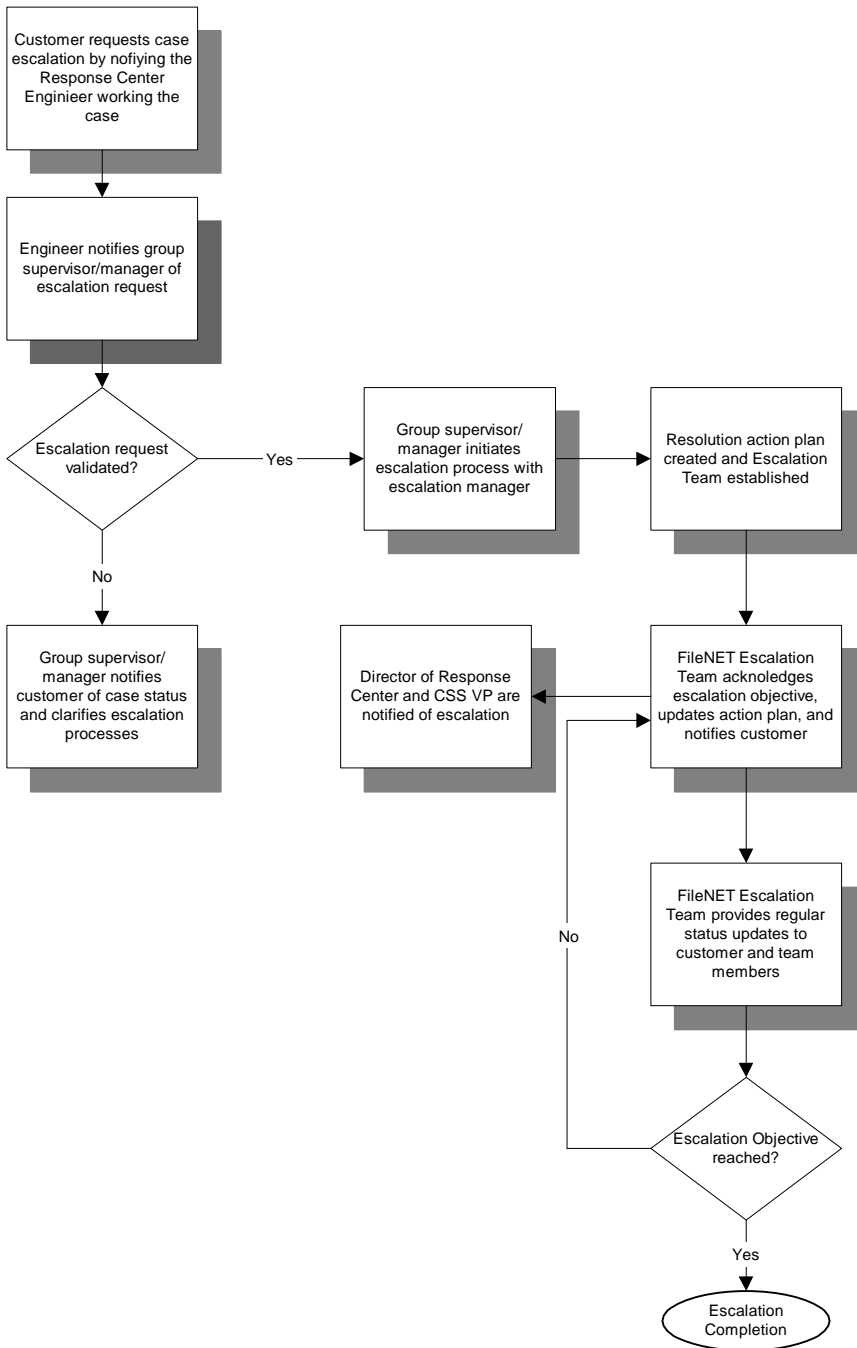 Customer requests case
escalation by nofiying the
Response Center
Enginieer working the
case
Engineer notifies group
supervisor/manager of
escalation request
Escalation request
validated?
Yes
Group supervisor/
manager initiates
escalation process with
escalation manager
Resolution action plan
created and Escalation
Team established
No
Group supervisor/
manager notifies
customer of case status
and clarifies escalation
processes
Director of Response
Center and CSS VP are
notified of escalation
FileNET Escalation
Team acknoledges
escalation objective,
updates action plan, and
notifies customer
FileNET Escalation
Team provides regular
status updates to
customer and team
members
No
Escalation Objective
reached?
Yes
Escalation
Completion